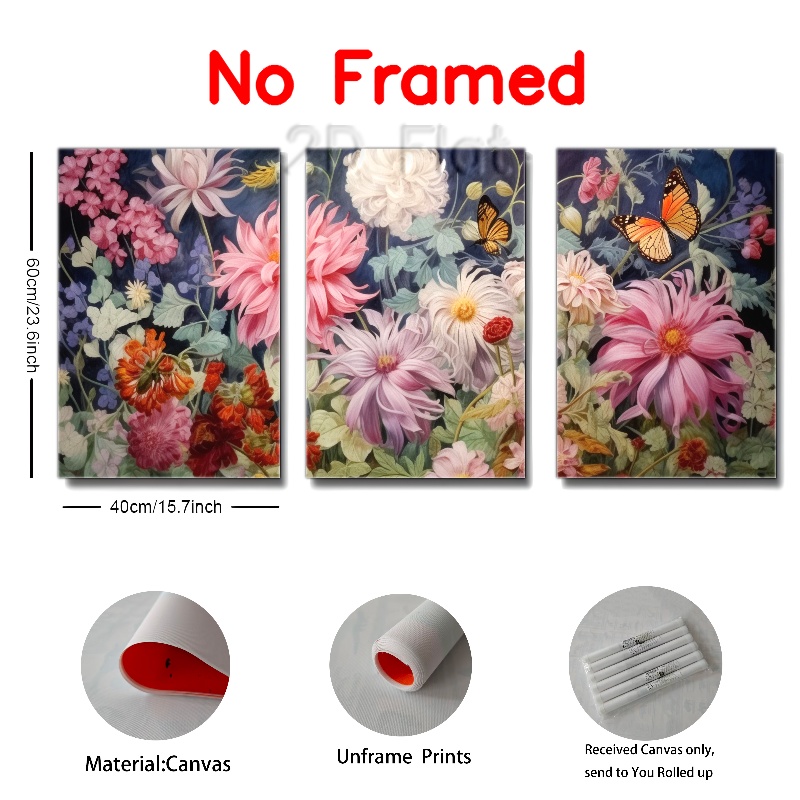 No Framed
2D Flat
60cm/23.6inch
40cm/15.7inch
Material:Canvas
Unframe Prints
Received Canvas only,
send to You Rolled up